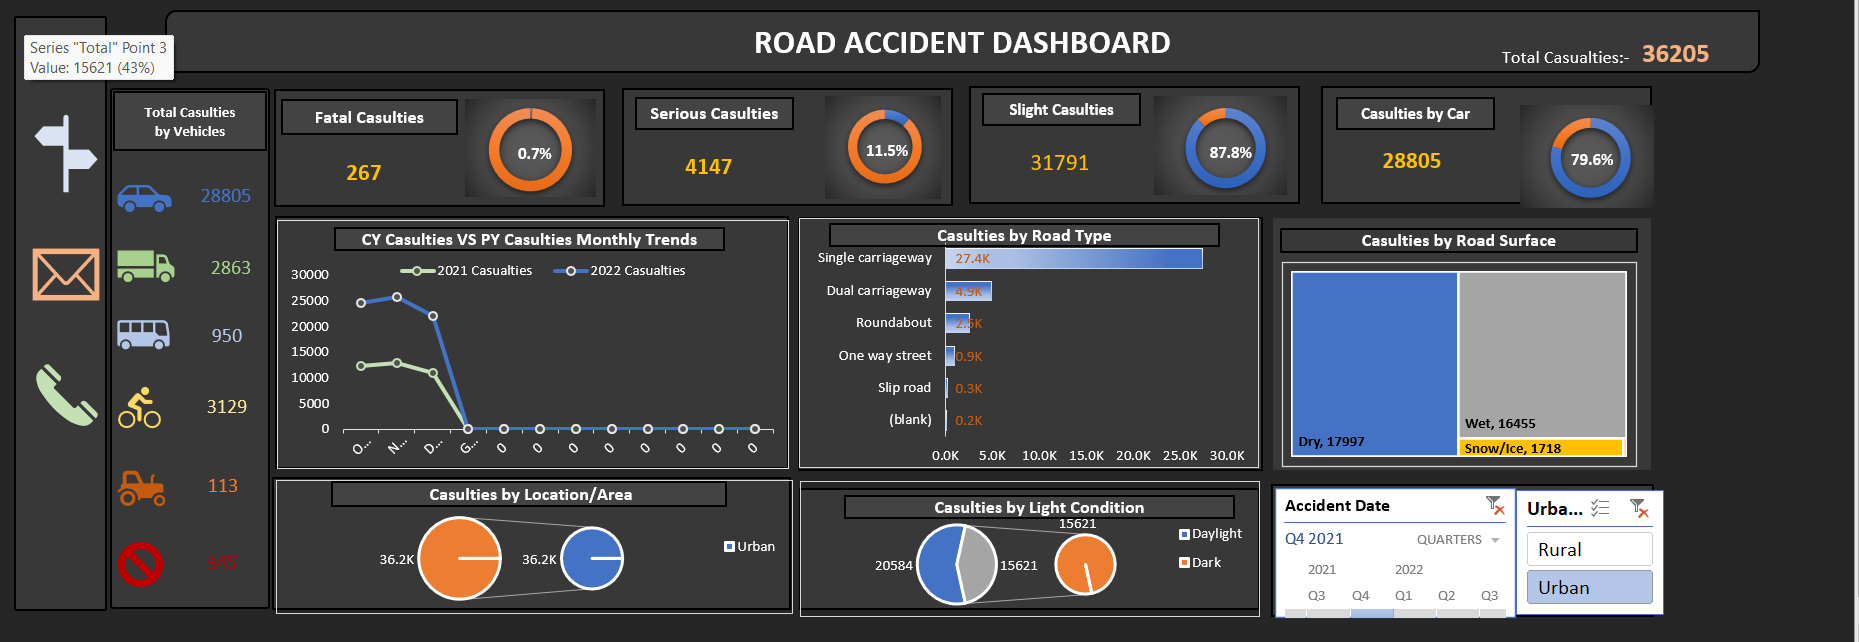 ROAD ACCIDENT DASHBOARD
Total Casualties:- 36205
Series "Total" Point 3
Value: 15621 (43%)
Total Casulties
by Vehicles
28805
2863
950
3129
113
345
Fatal Casulties
267
0.7%
Serious Casulties
4147
11.5%
Slight Casulties
31791
87.8%
Casulties by Car
28805
79.6%
CY Casulties VS PY Casulties Monthly Trends
2021 Casualties
2022 Casualties
30000
25000
20000
15000
10000
5000
0
O... N... D... G... 0 0 0 0 0 0 0 0
Casulties by Road Type
Single carriageway 27.4K
Dual carriageway 4.9K
Roundabout 2.5K
One way street 0.9K
Slip road 0.3K
(blank) 0.2K
0.0K 5.0K 10.0K 15.0K 20.0K 25.0K 30.0K
Casulties by Road Surface
Dry, 17997
Wet, 16455
Snow/Ice, 1718
Casulties by Location/Area
36.2K
36.2K
Urban
Casulties by Light Condition
15621
20584
15621
Daylight
Dark
Accident Date
Q4 2021
QUARTERS
2021 2022
Q3 Q4 Q1 Q2 Q3
Urba...
Rural
Urban